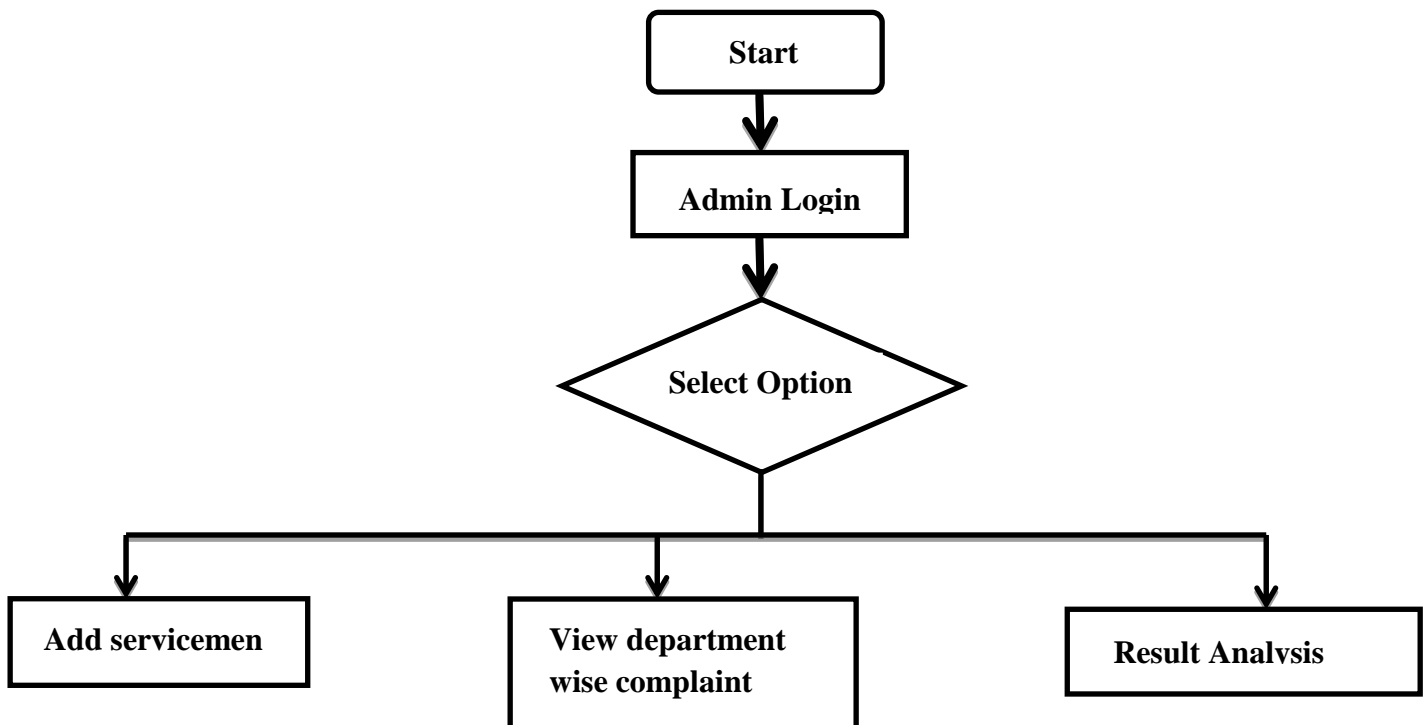 Start
Admin Login
Select Option
Add servicemen
View department
wise complaint
Result Analysis